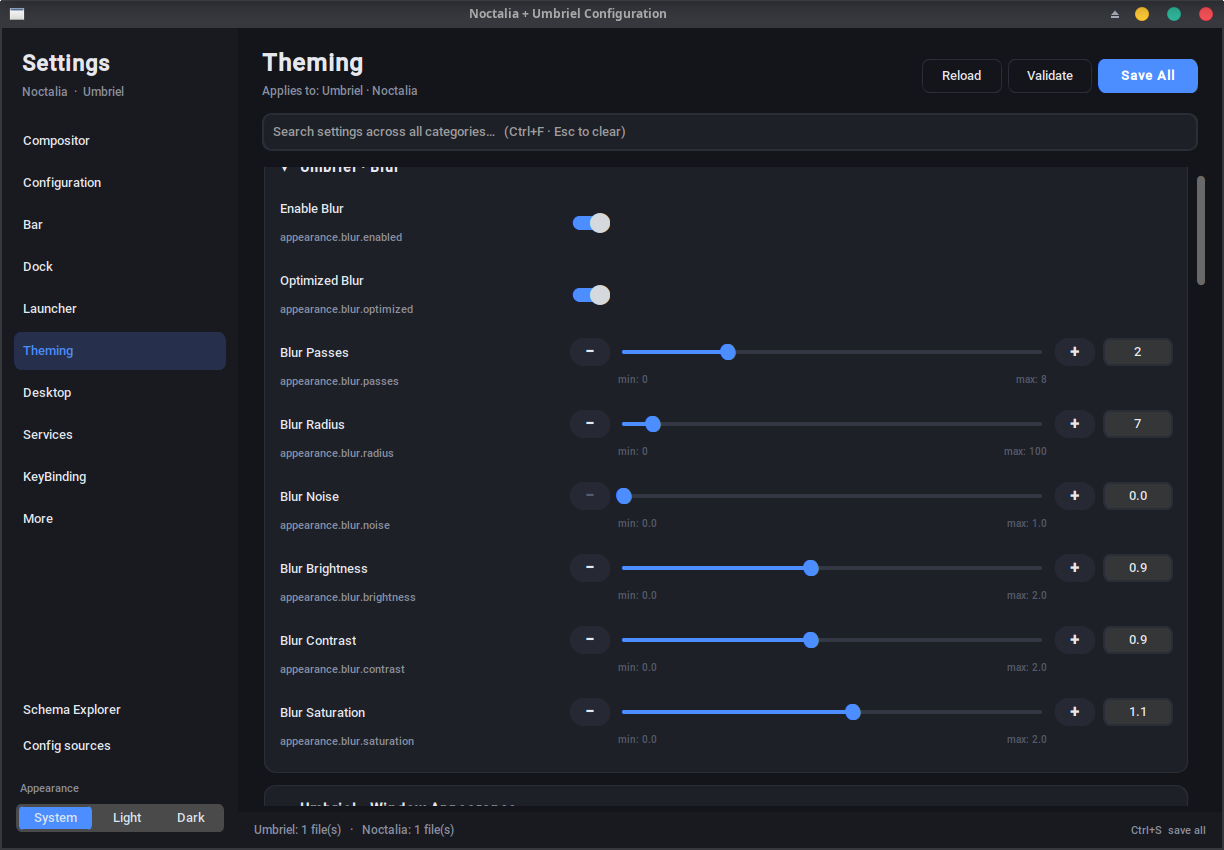 Noctalia + Umbriel Configuration
Settings
Noctalia · Umbriel
Compositor
Configuration
Bar
Dock
Launcher
Theming
Desktop
Services
KeyBinding
More
Schema Explorer
Config sources
Appearance
System Light Dark
Theming
Applies to: Umbriel · Noctalia
Reload Validate Save All
Search settings across all categories... (Ctrl+F · Esc to clear)
Umbriel · Blur
Enable Blur
appearance.blur.enabled
Optimized Blur
appearance.blur.optimized
Blur Passes − + 2
appearance.blur.passes min: 0 max: 8
Blur Radius − + 7
appearance.blur.radius min: 0 max: 100
Blur Noise − + 0.0
appearance.blur.noise min: 0.0 max: 1.0
Blur Brightness − + 0.9
appearance.blur.brightness min: 0.0 max: 2.0
Blur Contrast − + 0.9
appearance.blur.contrast min: 0.0 max: 2.0
Blur Saturation − + 1.1
appearance.blur.saturation min: 0.0 max: 2.0
Umbriel · Window Appearance
Umbriel: 1 file(s) · Noctalia: 1 file(s)
Ctrl+S save all